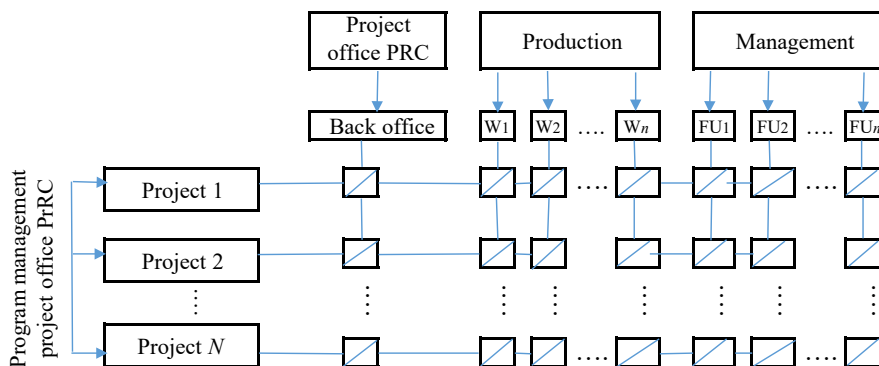 Project
office PRC
Production
Management
Back office
W1
W2
....
Wn
FU1
FU2
....
FUn
Program management
project office PrRC
Project 1
....
....
Project 2
Project N
....
....